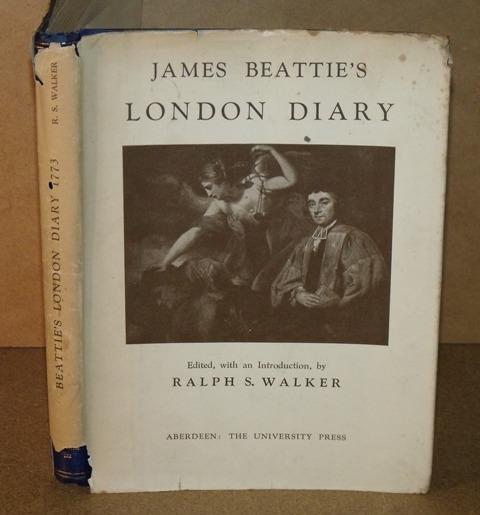 JAMES BEATTIE'S
LONDON DIARY
Edited, with an Introduction, by
RALPH S. WALKER
ABERDEEN: THE UNIVERSITY PRESS
BEATTIE'S LONDON DIARY 1773
R. S. WALKER